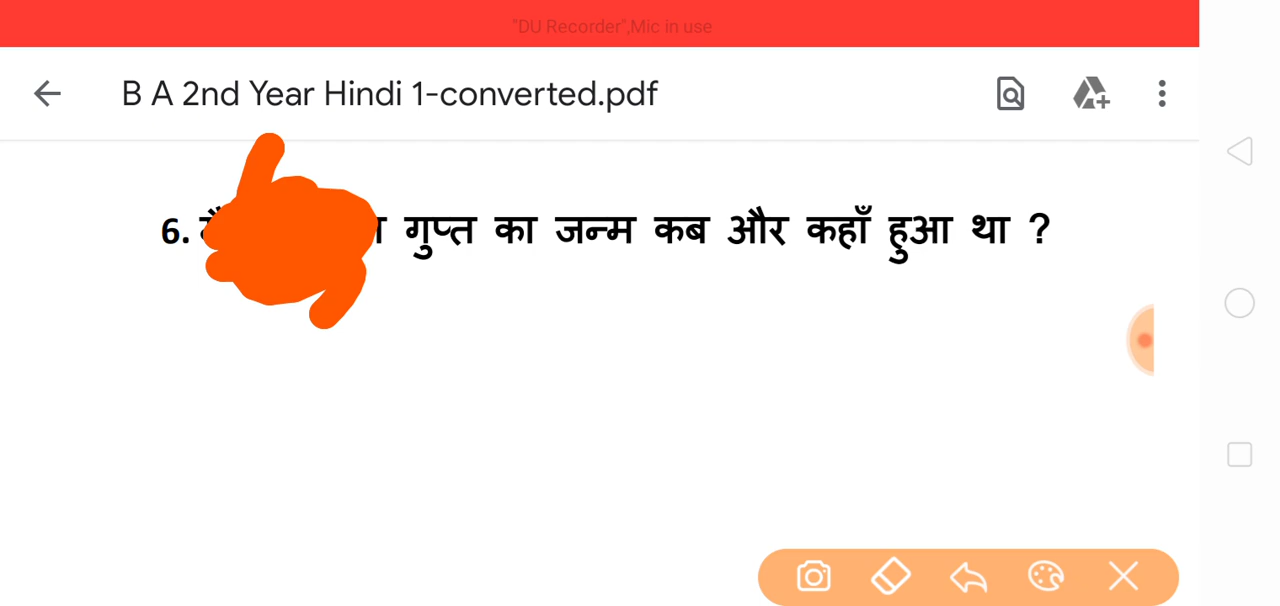 "DU Recorder",Mic in use
B A 2nd Year Hindi 1-converted.pdf
6. गुप्त का जन्म कब और कहाँ हुआ था ?